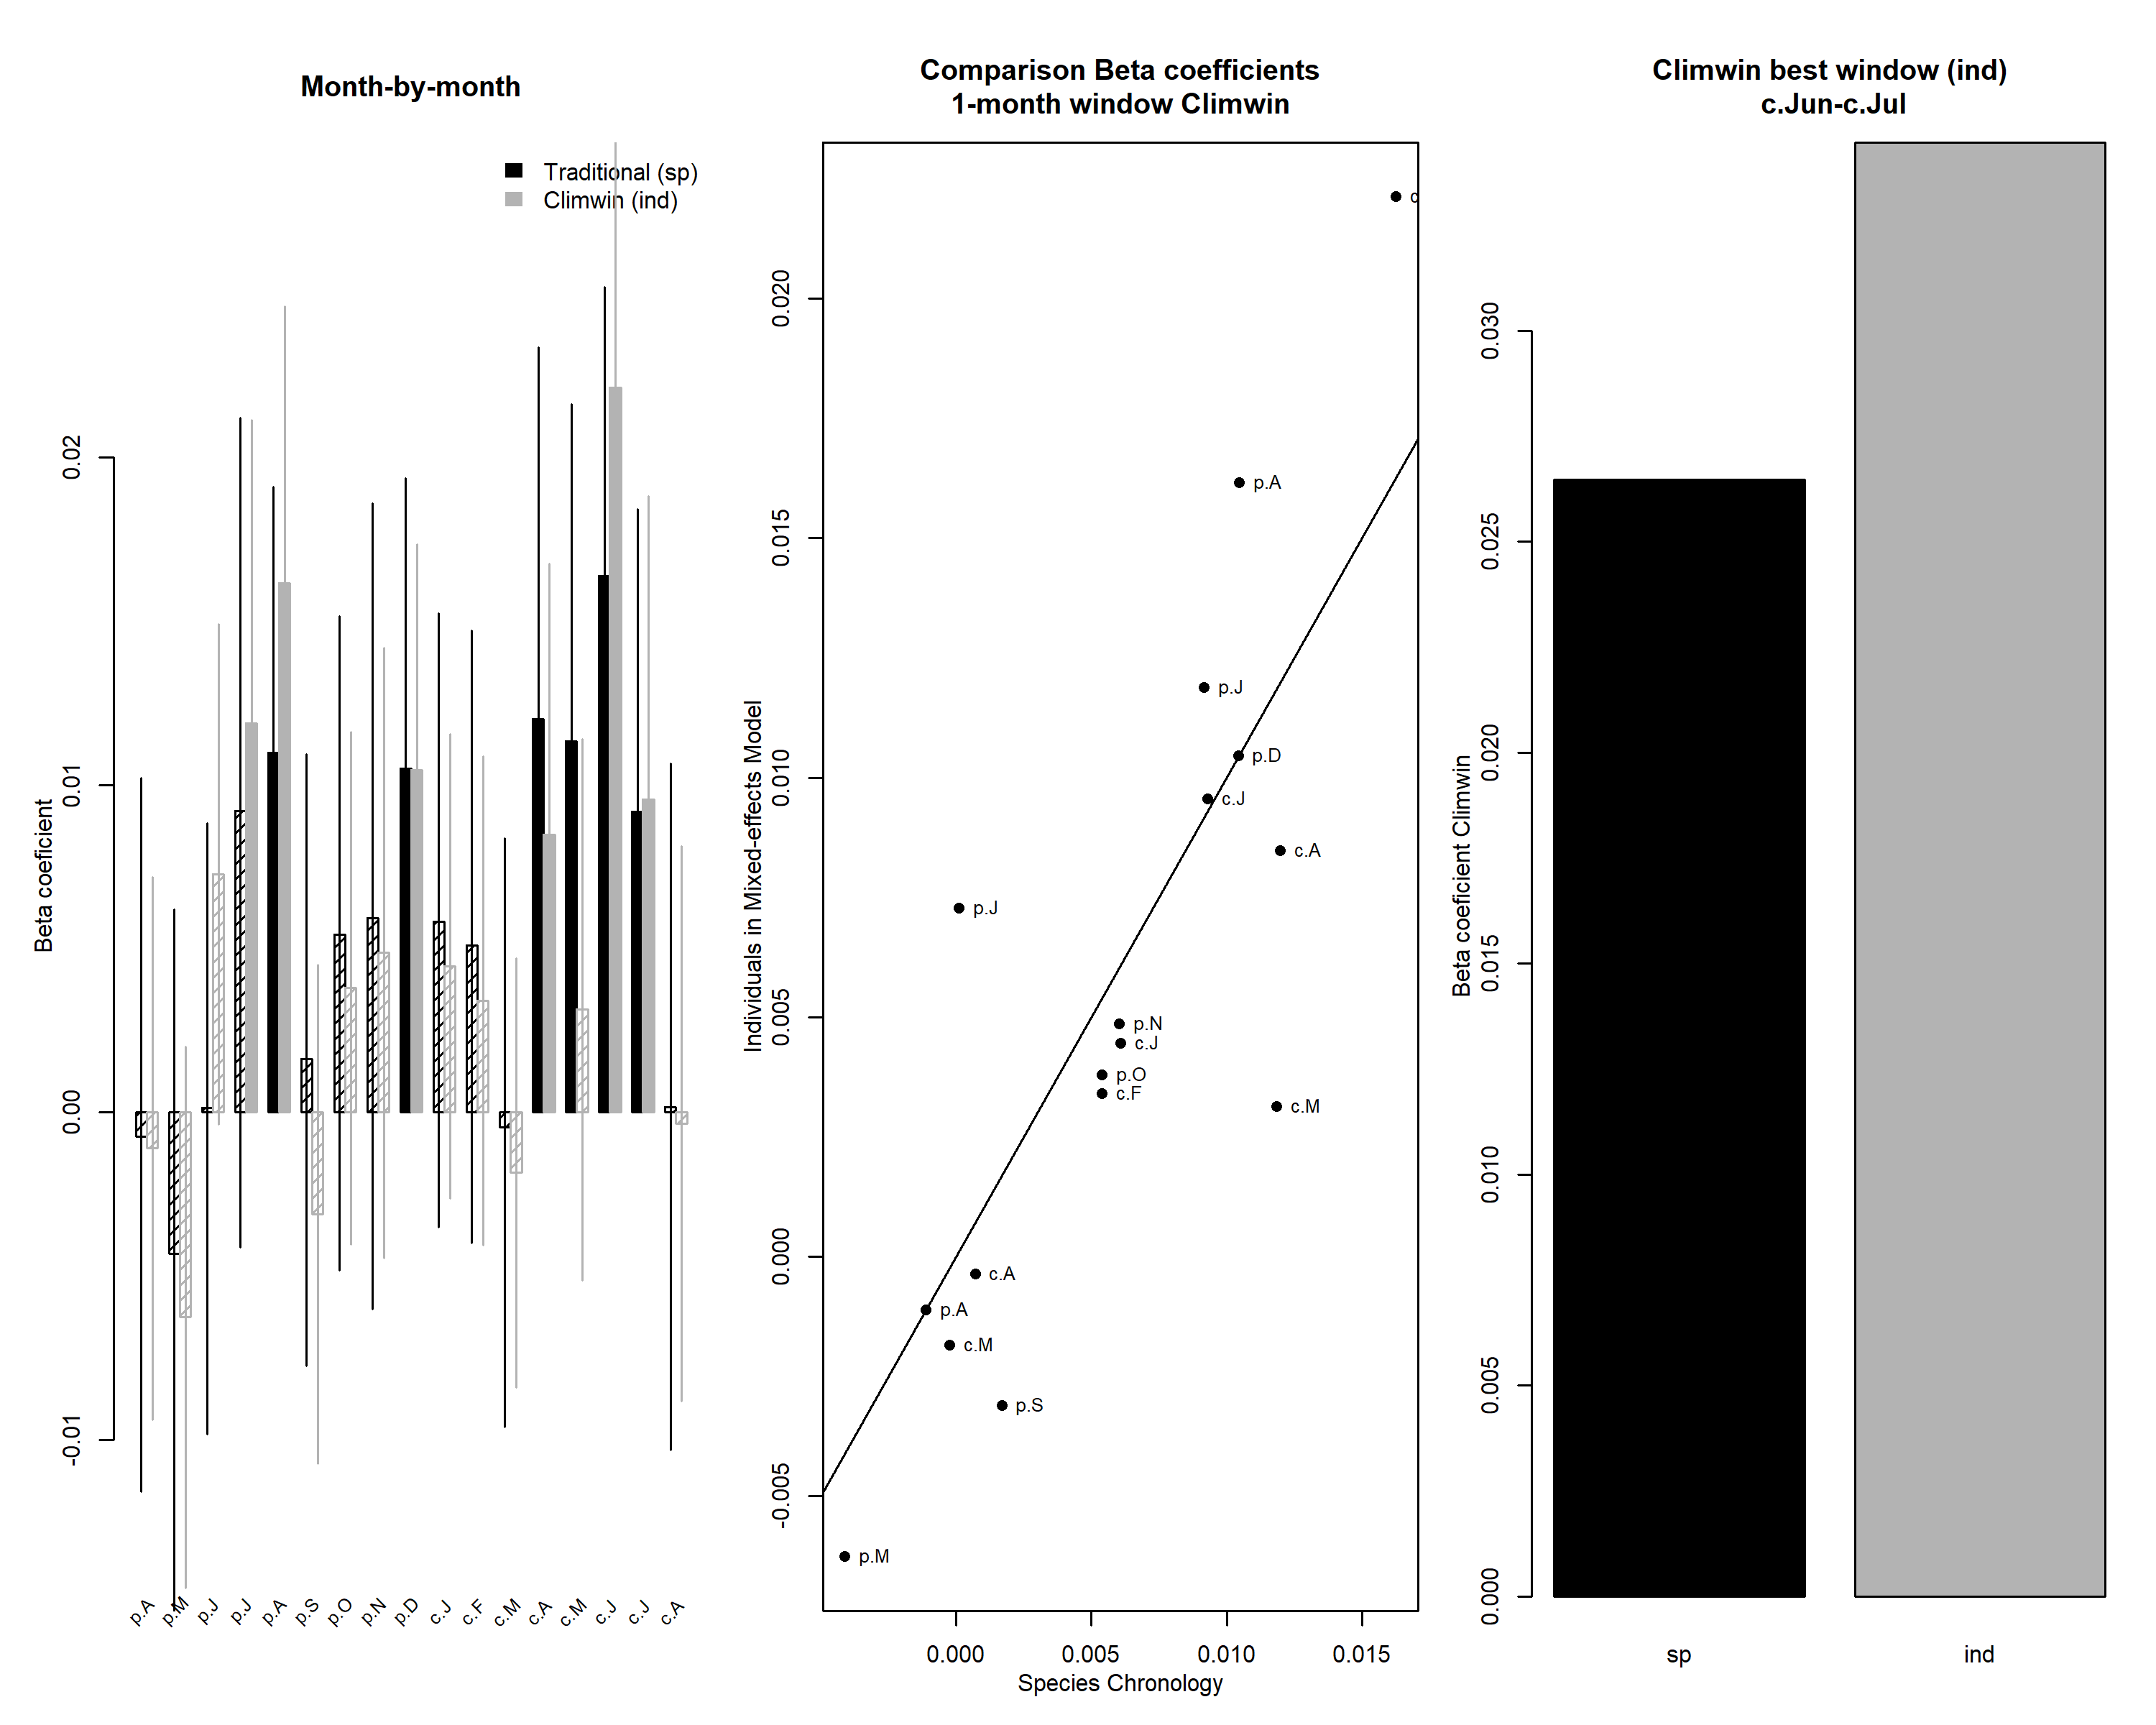 Month-by-month
Traditional (sp)
Climwin (ind)
Beta coeficient
0.02
0.01
0.00
-0.01
p.A
p.M
p.J
p.J
p.A
p.S
p.O
p.N
p.D
c.J
c.F
c.M
c.A
c.M
c.J
c.J
c.A
Comparison Beta coefficients
1-month window Climwin
Individuals in Mixed-effects Model
0.020
0.015
0.010
0.005
0.000
-0.005
c
p.A
p.J
p.D
c.J
c.A
p.J
p.N
c.J
p.O
c.F
c.M
c.A
p.A
c.M
p.S
p.M
0.000
0.005
0.010
0.015
Species Chronology
Climwin best window (ind)
c.Jun-c.Jul
Beta coeficient Climwin
0.030
0.025
0.020
0.015
0.010
0.005
0.000
sp
ind